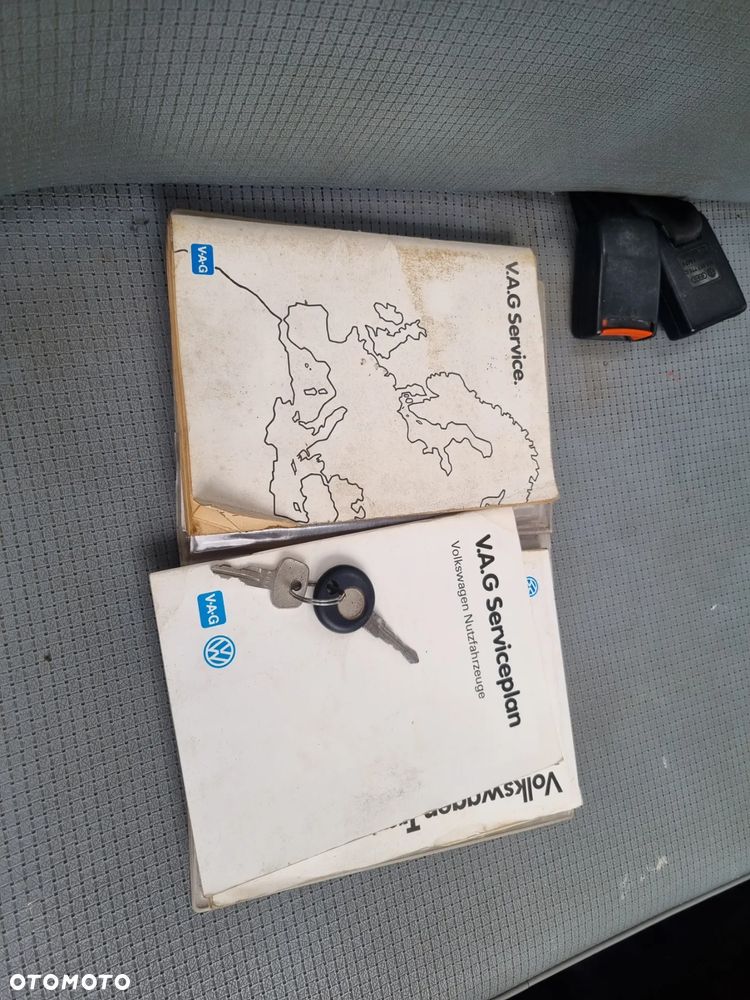 V.A.G Service.
V·A·G
V.A.G Serviceplan
Volkswagen Nutzfahrzeuge
V·A·G
Volkswagen
OTOMOTO